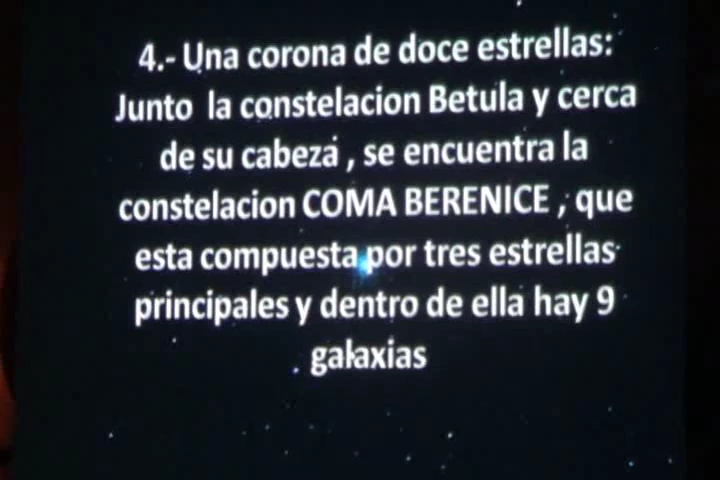 4.- Una corona de doce estrellas:
Junto la constelacion Betula y cerca
de su cabeza , se encuentra la
constelacion COMA BERENICE , que
esta compuesta por tres estrellas
principales y dentro de ella hay 9
galaxias